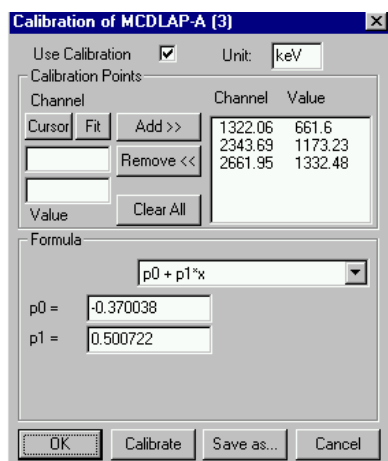 Calibration of MCDLAP-A (3)
Use Calibration Unit: keV
Calibration Points
Channel
Channel Value
Cursor Fit Add >>
Remove <<
Clear All
Value
1322.06 661.6
2343.69 1173.23
2661.95 1332.48
Formula
p0 + p1*x
p0 = -0.370038
p1 = 0.500722
OK Calibrate Save as... Cancel